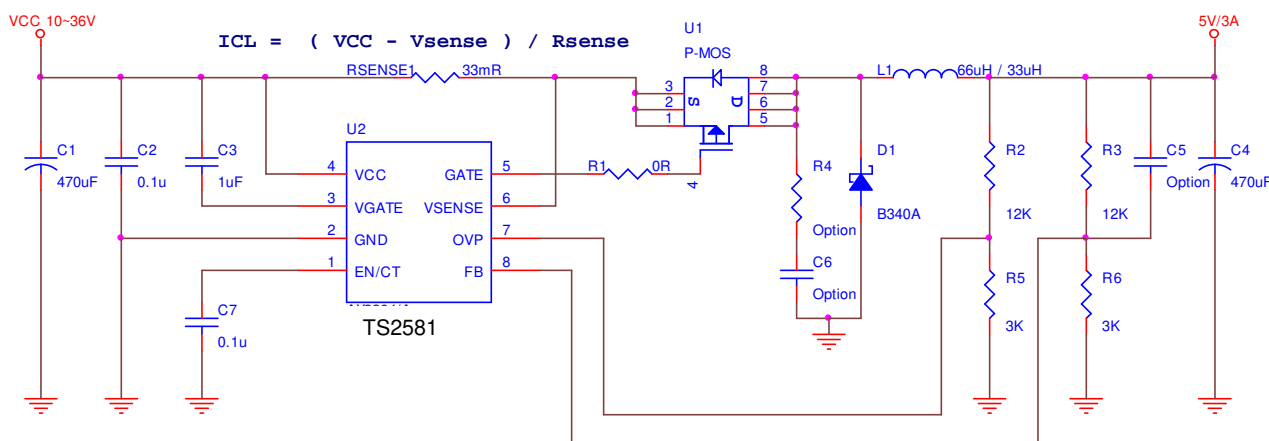 VCC 10~36V
ICL = ( VCC - Vsense ) / Rsense
5V/3A
RSENSE1 33mR
U1
P-MOS
3
2
1
S
D
8
7
6
5
4
L1
66uH / 33uH
U2
4 VCC
3 VGATE
2 GND
1 EN/CT
GATE 5
VSENSE 6
OVP 7
FB 8
TS2581
C1
470uF
C2
0.1u
C3
1uF
C7
0.1u
R1 0R
R4
Option
C6
Option
D1
B340A
R2
12K
R3
12K
C5
Option
C4
470uF
R5
3K
R6
3K